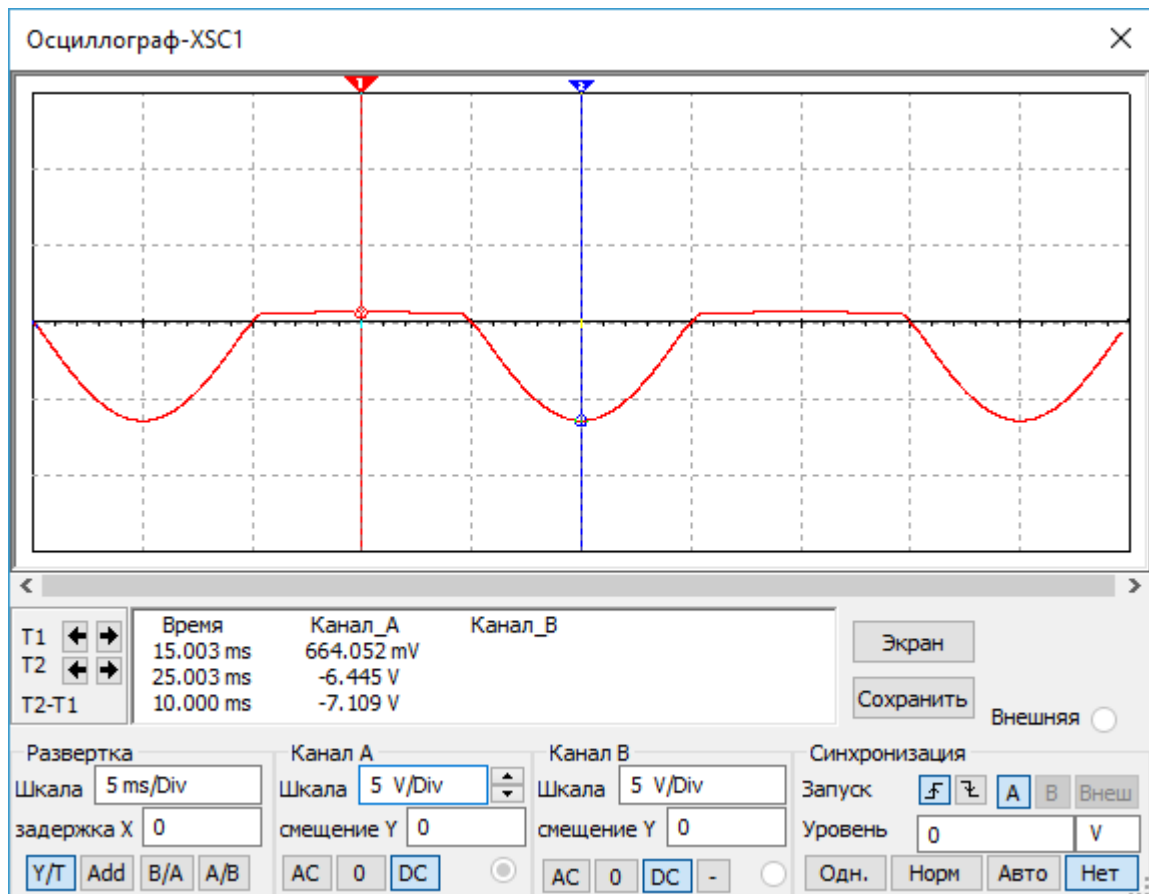 Осциллограф-XSC1
1
2
Время Канал_A Канал_B
T1 15.003 ms 664.052 mV
T2 25.003 ms -6.445 V
T2-T1 10.000 ms -7.109 V
Экран
Сохранить
Внешняя
Развертка
Шкала 5 ms/Div
задержка X 0
Y/T Add B/A A/B
Канал A
Шкала 5 V/Div
смещение Y 0
AC 0 DC
Канал B
Шкала 5 V/Div
смещение Y 0
AC 0 DC -
Синхронизация
Запуск A B Внеш
Уровень 0 V
Одн. Норм Авто Нет